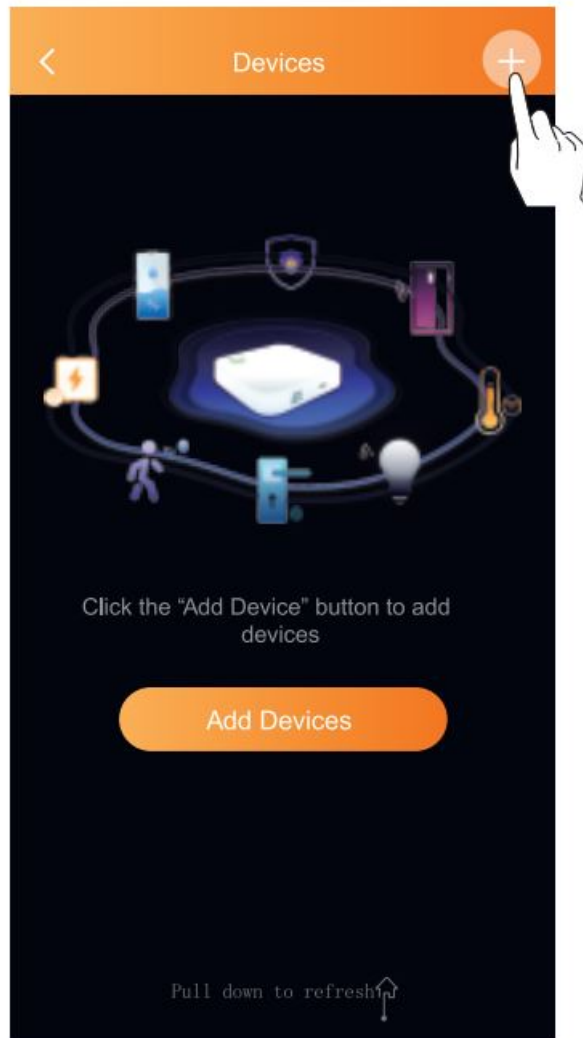 Devices
Click the “Add Device” button to add
devices
Add Devices
Pull down to refresh